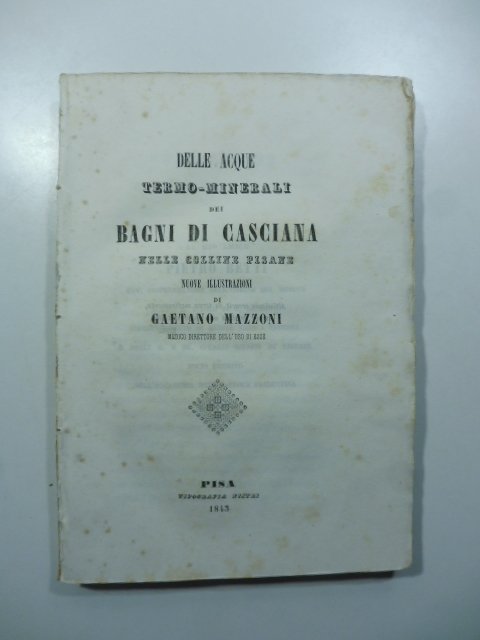 DELLE ACQUE
TERMO-MINERALI
DEI
BAGNI DI CASCIANA
NELLE COLLINE PISANE
NUOVE ILLUSTRAZIONI
DI
GAETANO MAZZONI
MEDICO DIRETTORE DELL'USO DI ESSE
PISA
TIPOGRAFIA NISTRI
1843